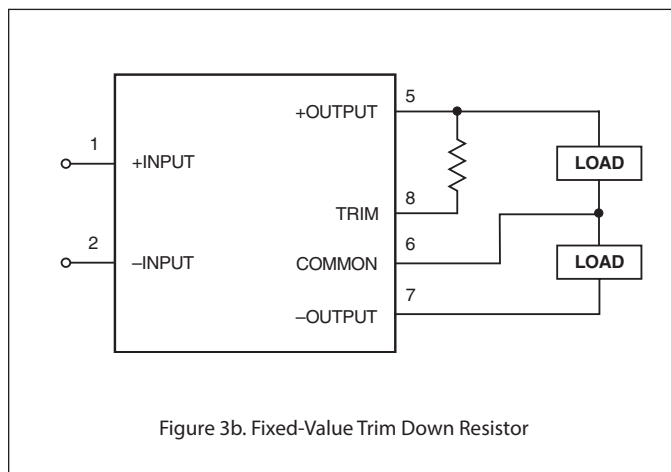 5
+OUTPUT
1
+INPUT
LOAD
8
TRIM
6
2
–INPUT
COMMON
LOAD
7
–OUTPUT
Figure 3b. Fixed-Value Trim Down Resistor